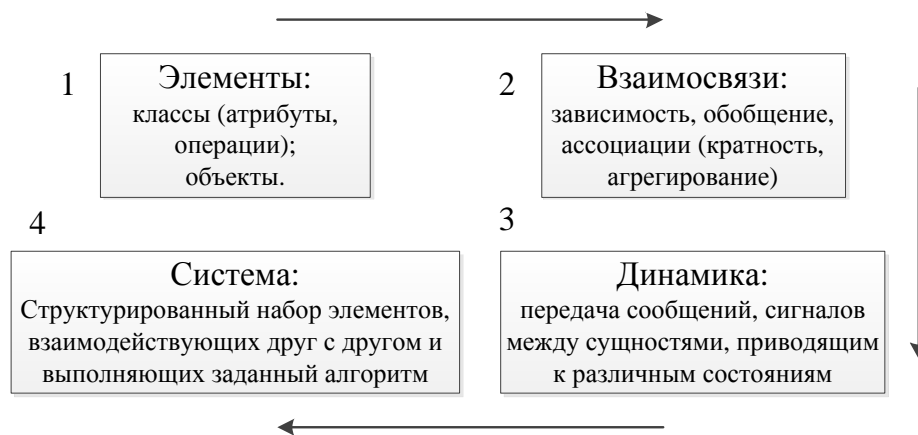 1
Элементы:
классы (атрибуты,
операции);
объекты.
2
Взаимосвязи:
зависимость, обобщение,
ассоциации (кратность,
агрегирование)
3
Динамика:
передача сообщений, сигналов
между сущностями, приводящим
к различным состояниям
4
Система:
Структурированный набор элементов,
взаимодействующих друг с другом и
выполняющих заданный алгоритм